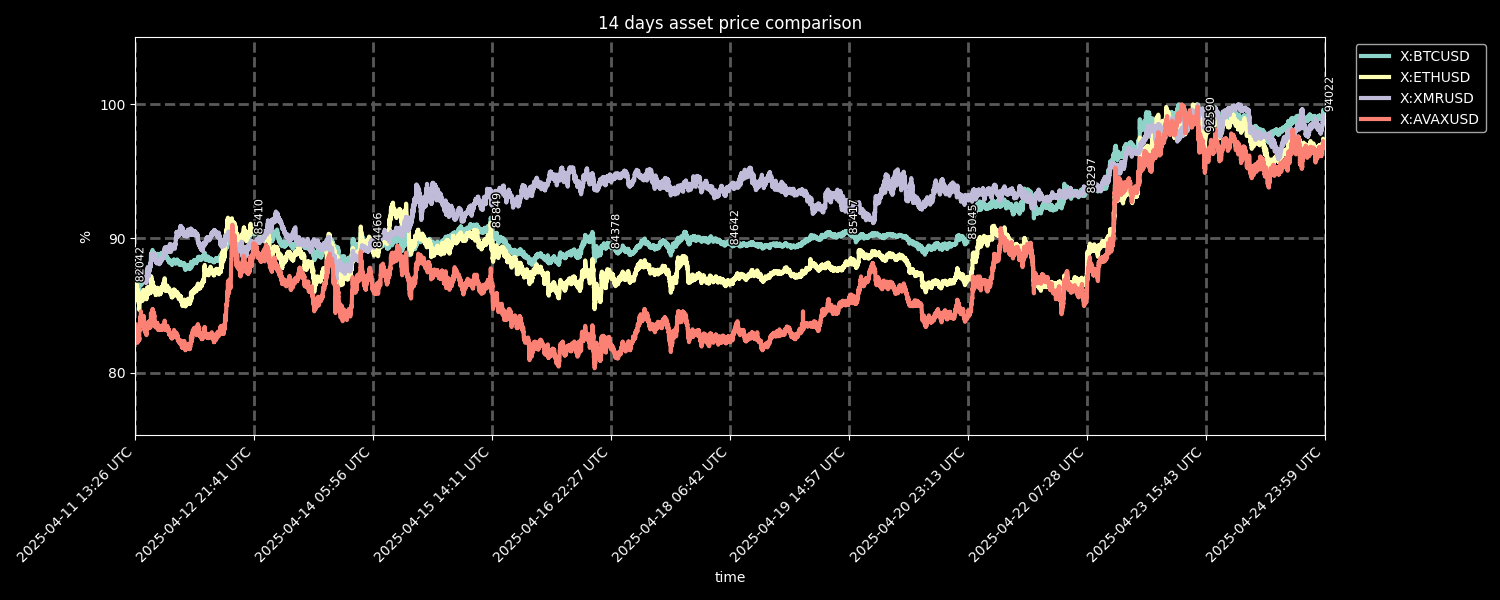 14 days asset price comparison
X:BTCUSD
X:ETHUSD
X:XMRUSD
X:AVAXUSD
%
100
90
80
82042
85410
84466
85849
84378
84642
85417
85045
88297
92590
94022
2025-04-11 13:26 UTC
2025-04-12 21:41 UTC
2025-04-14 05:56 UTC
2025-04-15 14:11 UTC
2025-04-16 22:27 UTC
2025-04-18 06:42 UTC
2025-04-19 14:57 UTC
2025-04-20 23:13 UTC
2025-04-22 07:28 UTC
2025-04-23 15:43 UTC
2025-04-24 23:59 UTC
time